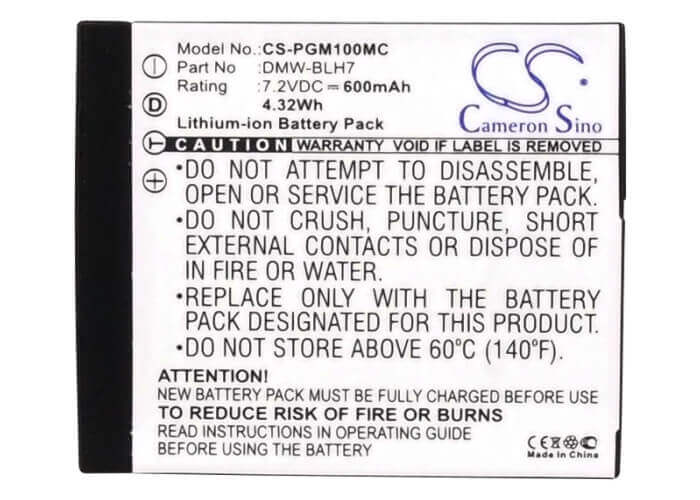 Model No.: CS-PGM100MC
Part No. :DMW-BLH7
Rating :7.2VDC ⎓ 600mAh
4.32Wh
Lithium-ion Battery Pack
CS
Cameron Sino
D
CAUTION WARRANTY VOID IF LABEL IS REMOVED
•DO NOT ATTEMPT TO DISASSEMBLE,
OPEN OR SERVICE THE BATTERY PACK.
•DO NOT CRUSH, PUNCTURE, SHORT
EXTERNAL CONTACTS OR DISPOSE OF
IN FIRE OR WATER.
•REPLACE ONLY WITH THE BATTERY
PACK DESIGNATED FOR THIS PRODUCT.
•DO NOT STORE ABOVE 60°C (140°F).
ATTENTION!
NEW BATTERY PACK MUST BE FULLY CHARGED BEFORE USE
TO REDUCE RISK OF FIRE OR BURNS
READ INSTRUCTIONS IN OPERATING GUIDE
BEFORE USING BATTERY PACK.
CE
Made in China